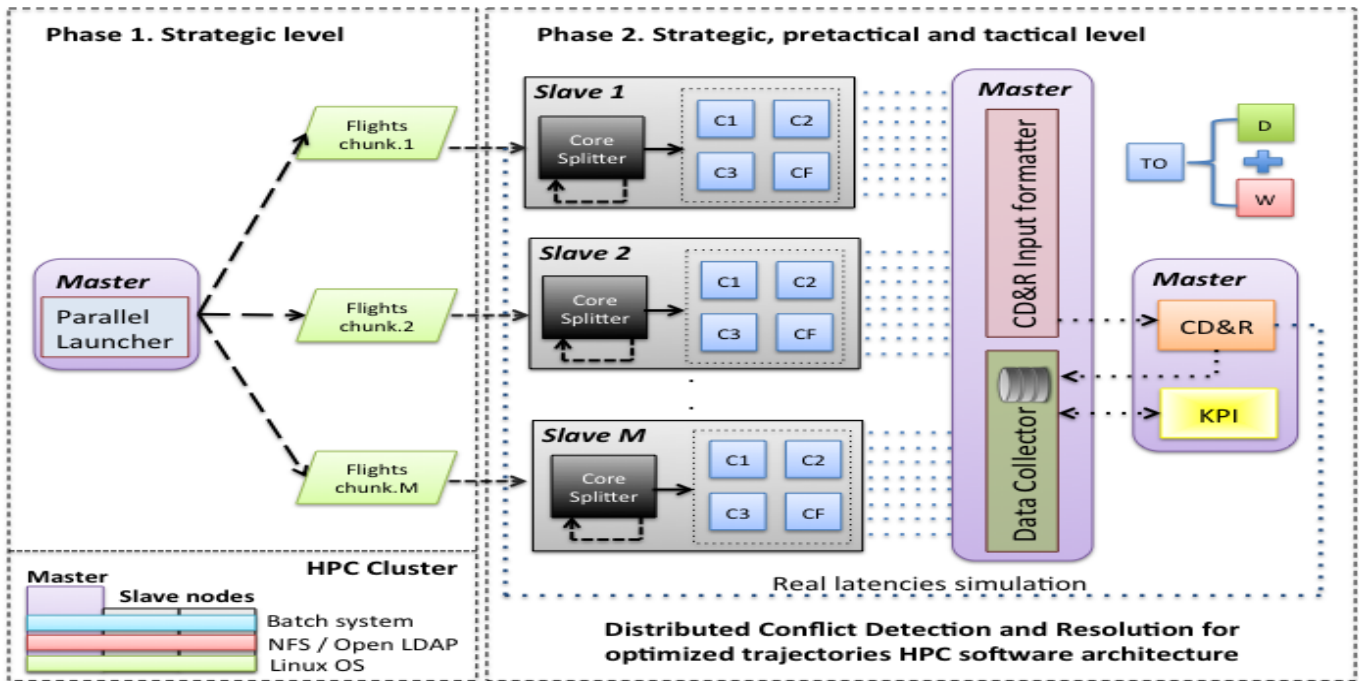 Phase 1. Strategic level
Flights
chunk.1
Master
Parallel
Launcher
Flights
chunk.2
Flights
chunk.M
HPC Cluster
Master
Slave nodes
Batch system
NFS / Open LDAP
Linux OS
Phase 2. Strategic, pretactical and tactical level
Slave 1
Core
Splitter
C1
C2
C3
CF
Slave 2
Core
Splitter
C1
C2
C3
CF
Slave M
Core
Splitter
C1
C2
C3
CF
Master
CD&R Input formatter
Data Collector
TO
D
W
Master
CD&R
KPI
Real latencies simulation
Distributed Conflict Detection and Resolution for
optimized trajectories HPC software architecture